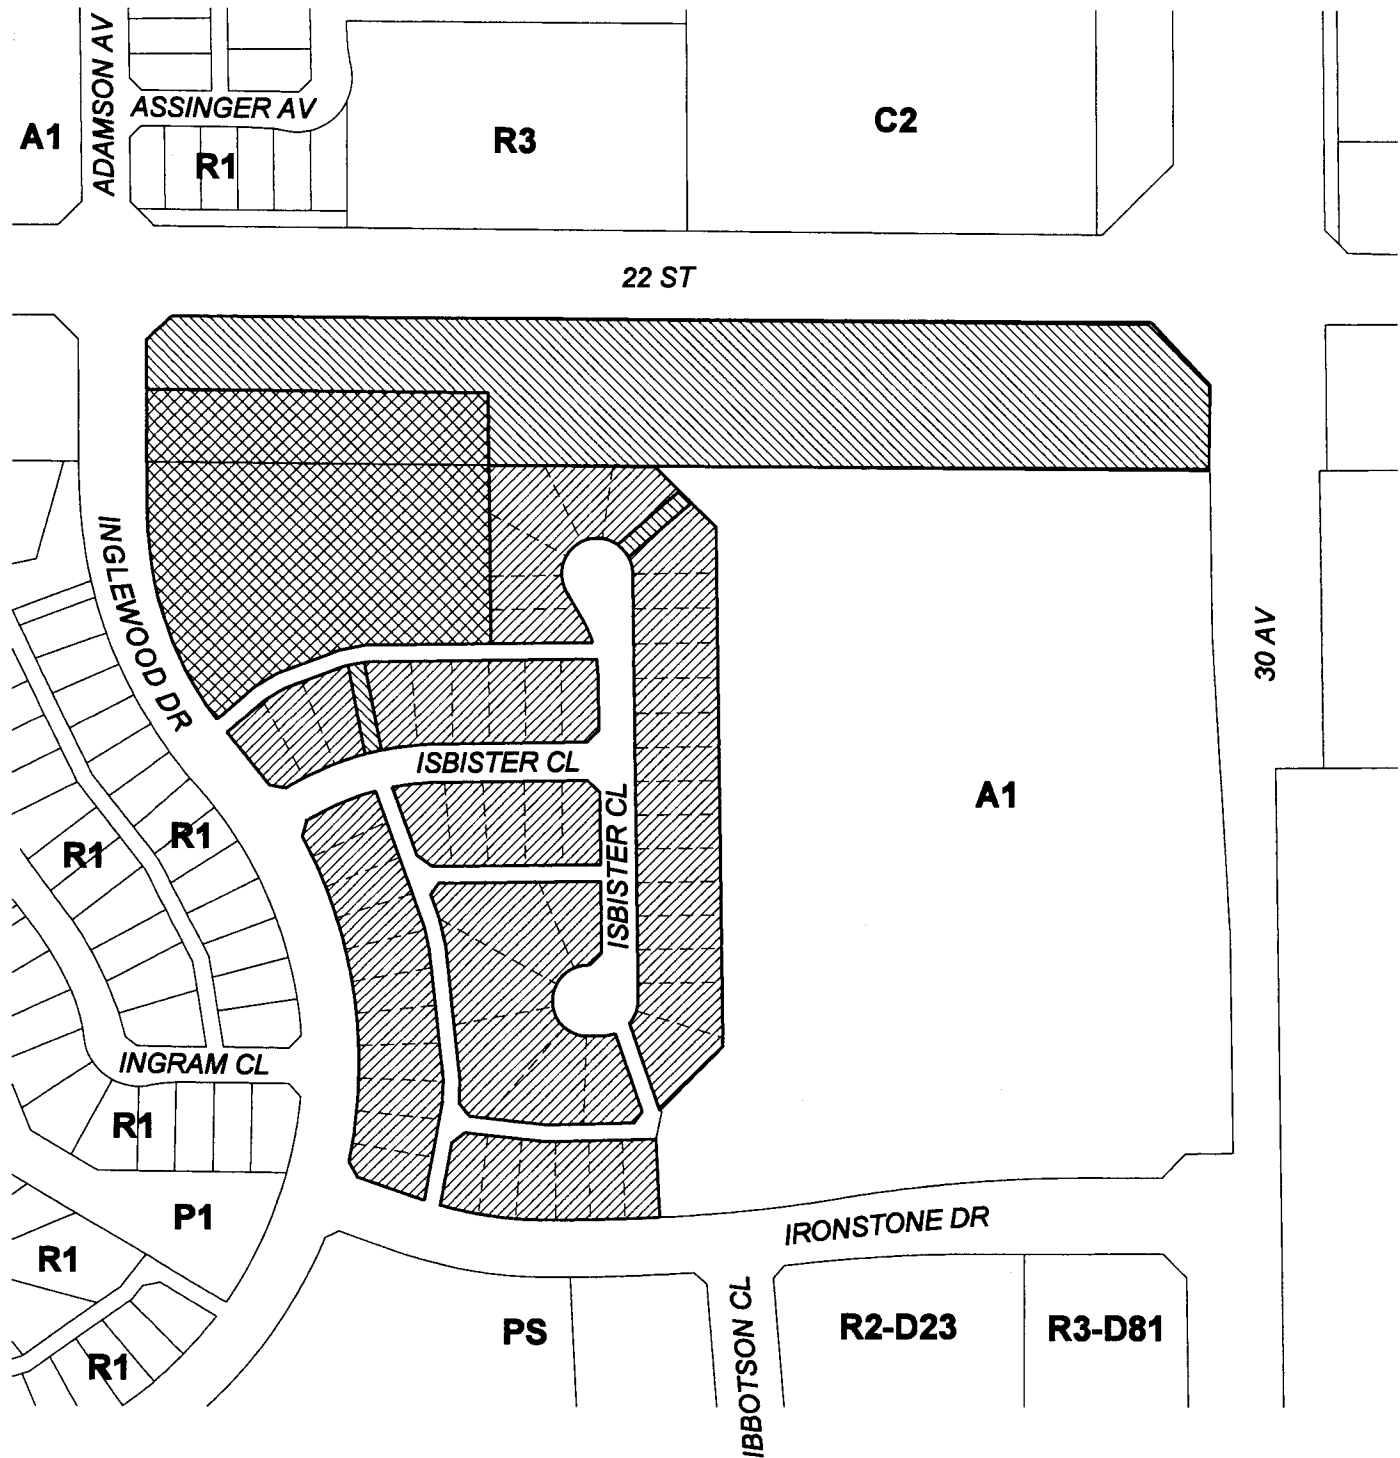 ADAMSON AV
ASSINGER AV
A1
R1
R3
C2
22 ST
INGLEWOOD DR
30 AV
ISBISTER CL
ISBISTER CL
A1
R1
R1
INGRAM CL
R1
P1
R1
IRONSTONE DR
PS
IBBOTSON CL
R2-D23
R3-D81
R1